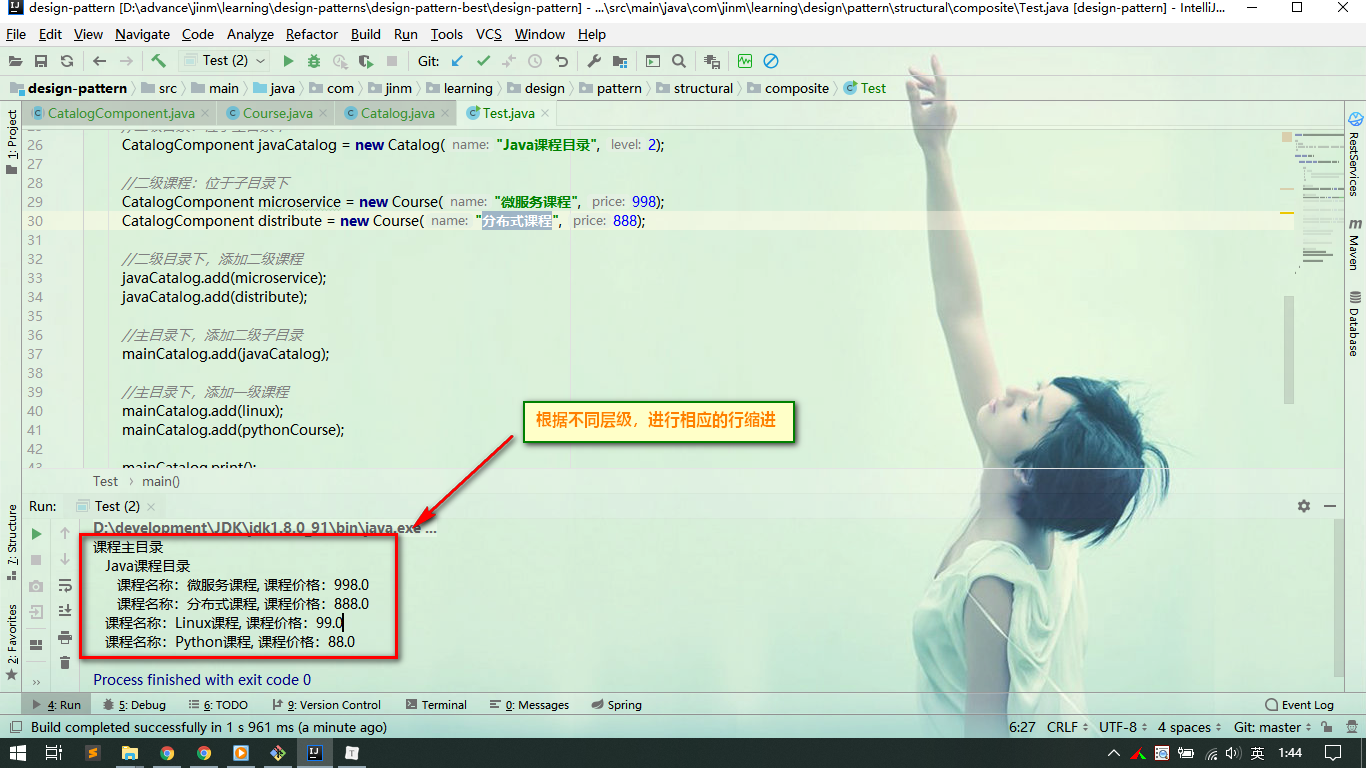 design-pattern [D:\advance\jinm\learning\design-patterns\design-pattern-best\design-pattern] - ...\src\main\java\com\jinm\learning\design\pattern\structural\composite\Test.java [design-pattern] - IntelliJ...
File Edit View Navigate Code Analyze Refactor Build Run Tools VCS Window Help
Test (2) Git:
design-pattern src main java com jinm learning design pattern structural composite Test
CatalogComponent.java Course.java Catalog.java Test.java
26 CatalogComponent javaCatalog = new Catalog( name: "Java课程目录", level: 2);
27
28 //二级课程：位于子目录下
29 CatalogComponent microservice = new Course( name: "微服务课程", price: 998);
30 CatalogComponent distribute = new Course( name: "分布式课程", price: 888);
31
32 //二级目录下，添加二级课程
33 javaCatalog.add(microservice);
34 javaCatalog.add(distribute);
35
36 //主目录下，添加二级子目录
37 mainCatalog.add(javaCatalog);
38
39 //主目录下，添加一级课程
40 mainCatalog.add(linux);
41 mainCatalog.add(pythonCourse);
42
43 mainCatalog.print();
根据不同层级，进行相应的行缩进
Test main()
Run: Test (2)
D:\development\JDK\jdk1.8.0_91\bin\java.exe ...
课程主目录
Java课程目录
课程名称：微服务课程, 课程价格：998.0
课程名称：分布式课程, 课程价格：888.0
课程名称：Linux课程, 课程价格：99.0
课程名称：Python课程, 课程价格：88.0
Process finished with exit code 0
1: Project
7: Structure
2: Favorites
RestServices
Maven
Database
4: Run 5: Debug 6: TODO 9: Version Control Terminal 0: Messages Spring Event Log
Build completed successfully in 1 s 961 ms (a minute ago) 6:27 CRLF UTF-8 4 spaces Git: master
英 1:44